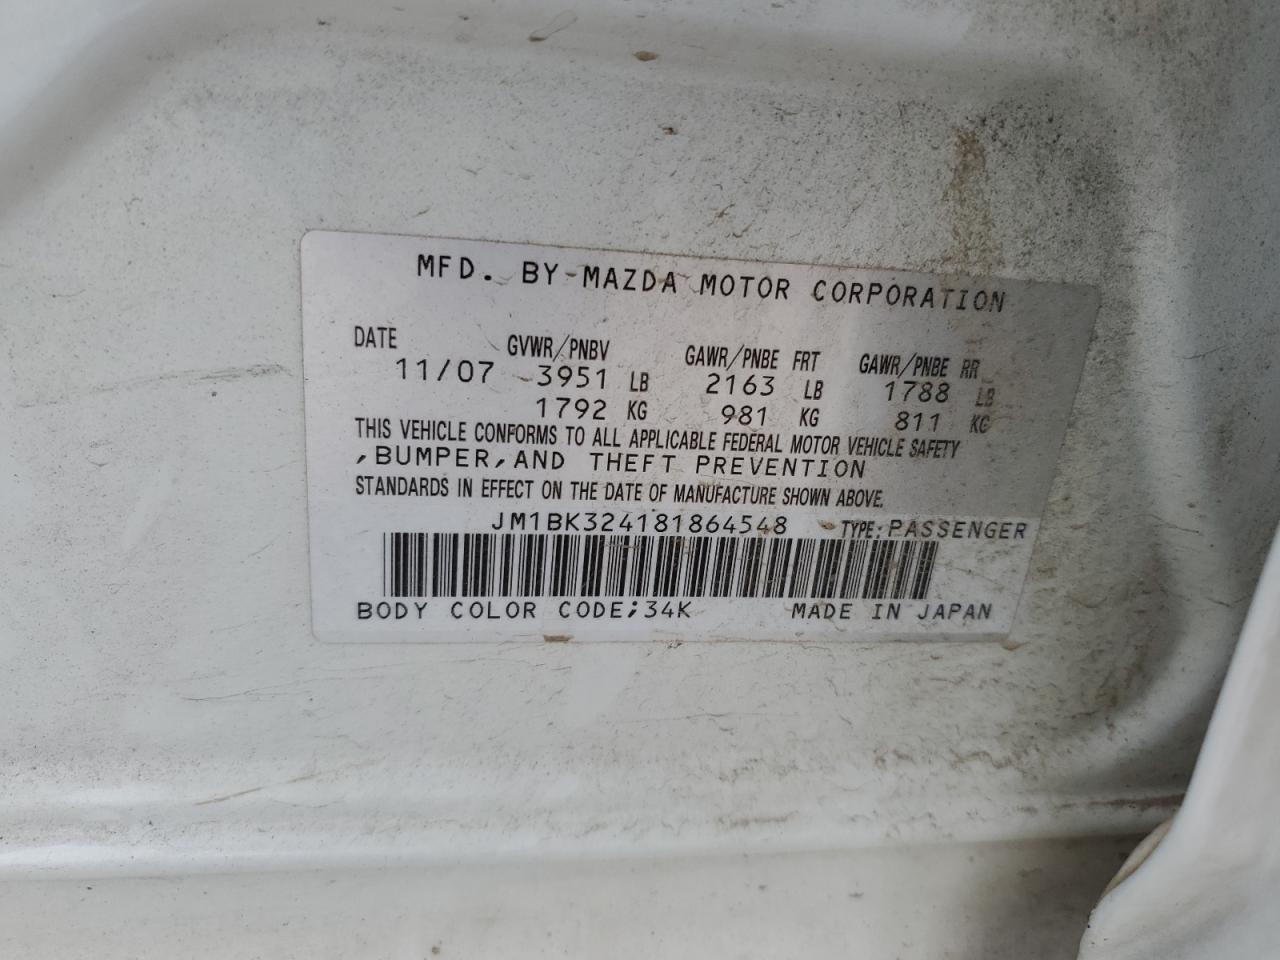 MFD. BY MAZDA MOTOR CORPORATION
DATE GVWR/PNBV GAWR/PNBE FRT GAWR/PNBE RR
11/07 3951 LB 2163 LB 1788 LB
1792 KG 981 KG 811 KG
THIS VEHICLE CONFORMS TO ALL APPLICABLE FEDERAL MOTOR VEHICLE SAFETY
,BUMPER,AND THEFT PREVENTION
STANDARDS IN EFFECT ON THE DATE OF MANUFACTURE SHOWN ABOVE.
JM1BK324181864548 TYPE:PASSENGER
BODY COLOR CODE;34K MADE IN JAPAN